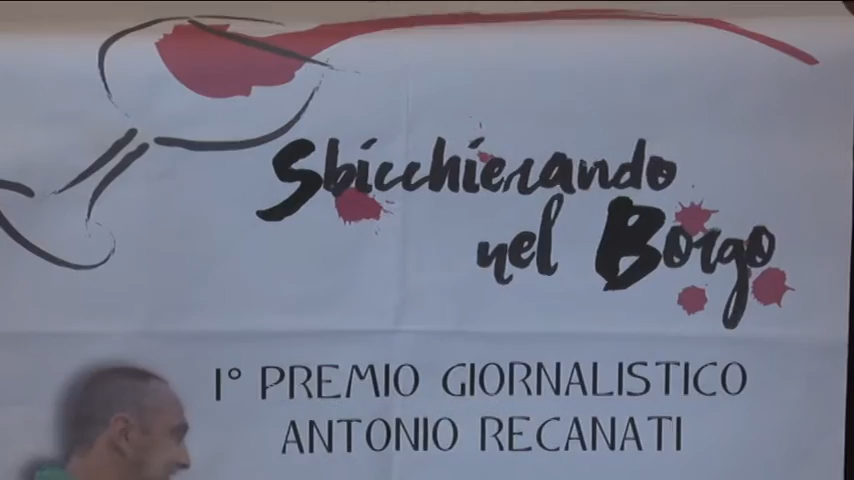 Sbicchierando
nel Borgo
1° PREMIO GIORNALISTICO
ANTONIO RECANATI